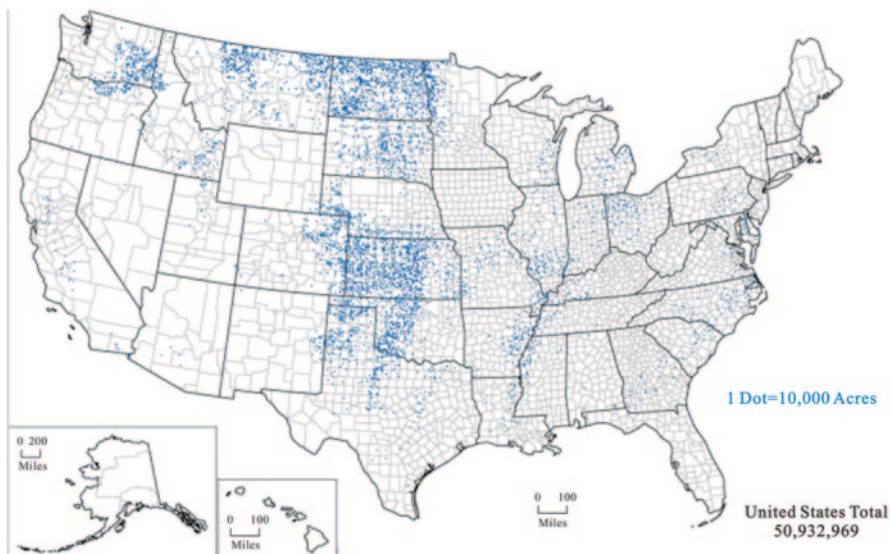 1 Dot=10,000 Acres
0 200
Miles
0 100
Miles
0 100
Miles
United States Total
50,932,969